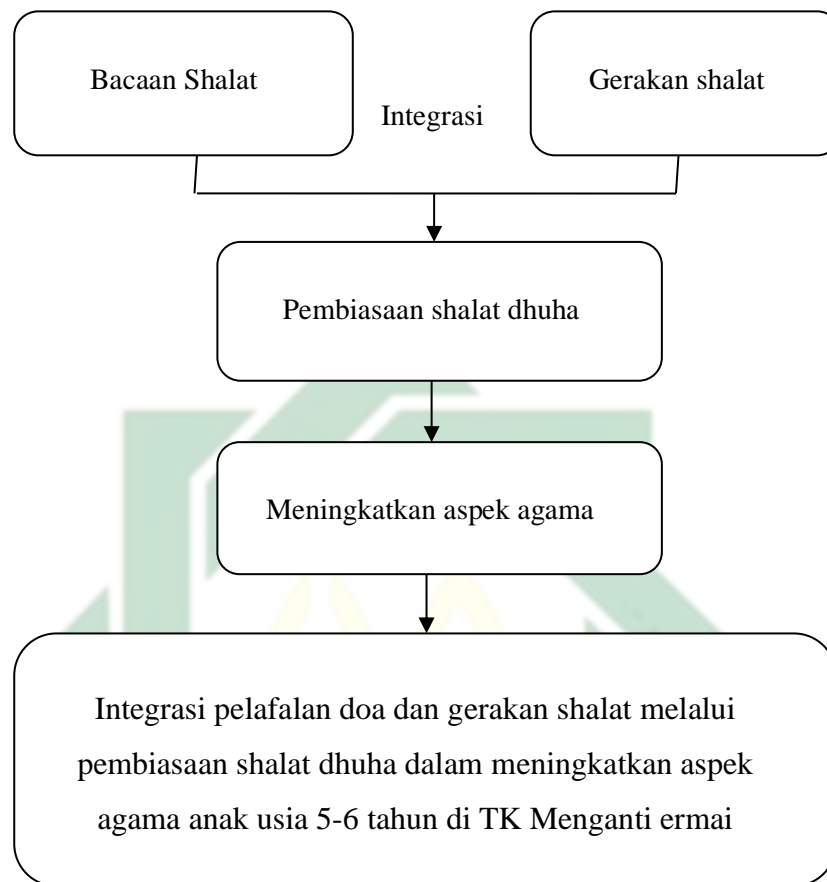 Bacaan Shalat
Gerakan shalat
Integrasi
Pembiasaan shalat dhuha
Meningkatkan aspek agama
Integrasi pelafalan doa dan gerakan shalat melalui
pembiasaan shalat dhuha dalam meningkatkan aspek
agama anak usia 5-6 tahun di TK Menganti ermai